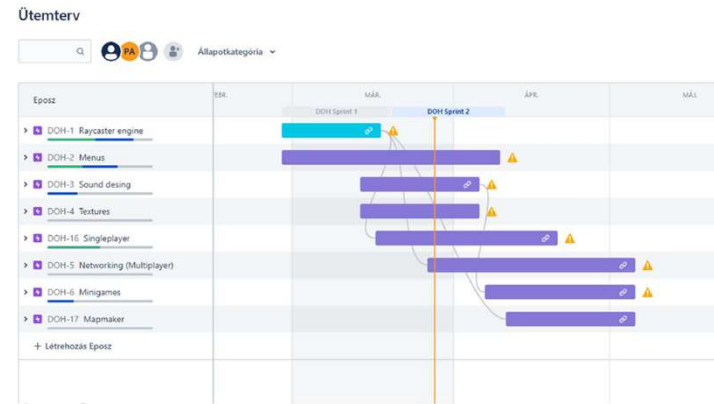 Ütemterv
PA
Állapotkategória
Eposz
FEBR. MÁR. ÁPR. MÁJ.
DOH Sprint 1 DOH Sprint 2
DOH-1 Raycaster engine
DOH-2 Menus
DOH-3 Sound desing
DOH-4 Textures
DOH-16 Singleplayer
DOH-5 Networking (Multiplayer)
DOH-6 Minigames
DOH-17 Mapmaker
+ Létrehozás Eposz